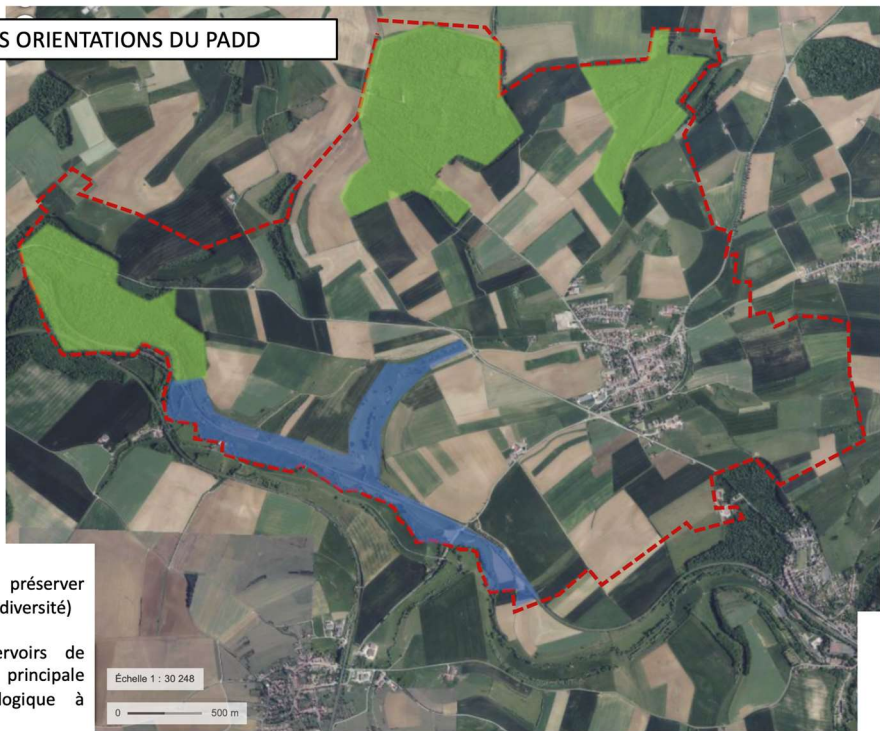 S ORIENTATIONS DU PADD
préserver
diversité)
ervoirs de
principale
logique à
Échelle 1 : 30 248
0 500 m